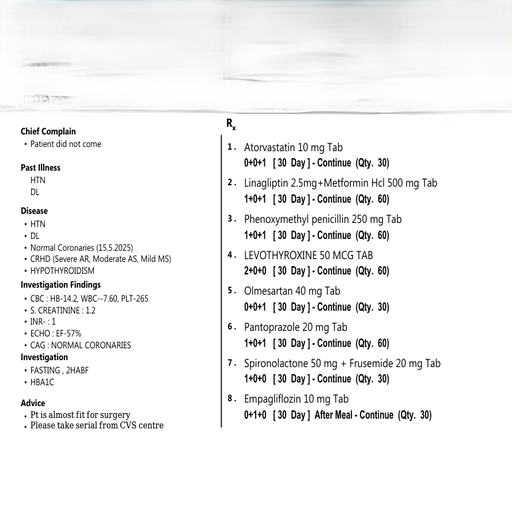 Chief Complain
• Patient did not come
Past Illness
HTN
DL
Disease
• HTN
• DL
• Normal Coronaries (15.5.2025)
• CRHD (Severe AR, Moderate AS, Mild MS)
• HYPOTHYROIDISM
Investigation Findings
• CBC : HB-14.2, WBC--7.60, PLT-265
• S. CREATININE : 1.2
• INR- : 1
• ECHO : EF-57%
• CAG : NORMAL CORONARIES
Investigation
• FASTING , 2HABF
• HBA1C
Advice
• Pt is almost fit for surgery
• Please take serial from CVS centre
Rx
1. Atorvastatin 10 mg Tab
0+0+1 [ 30 Day ] - Continue (Qty. 30)
2. Linagliptin 2.5mg+Metformin Hcl 500 mg Tab
1+0+1 [ 30 Day ] - Continue (Qty. 60)
3. Phenoxymethyl penicillin 250 mg Tab
1+0+1 [ 30 Day ] - Continue (Qty. 60)
4. LEVOTHYROXINE 50 MCG TAB
2+0+0 [ 30 Day ] - Continue (Qty. 60)
5. Olmesartan 40 mg Tab
0+0+1 [ 30 Day ] - Continue (Qty. 30)
6. Pantoprazole 20 mg Tab
1+0+1 [ 30 Day ] - Continue (Qty. 60)
7. Spironolactone 50 mg + Frusemide 20 mg Tab
1+0+0 [ 30 Day ] - Continue (Qty. 30)
8. Empagliflozin 10 mg Tab
0+1+0 [ 30 Day ] After Meal - Continue (Qty. 30)